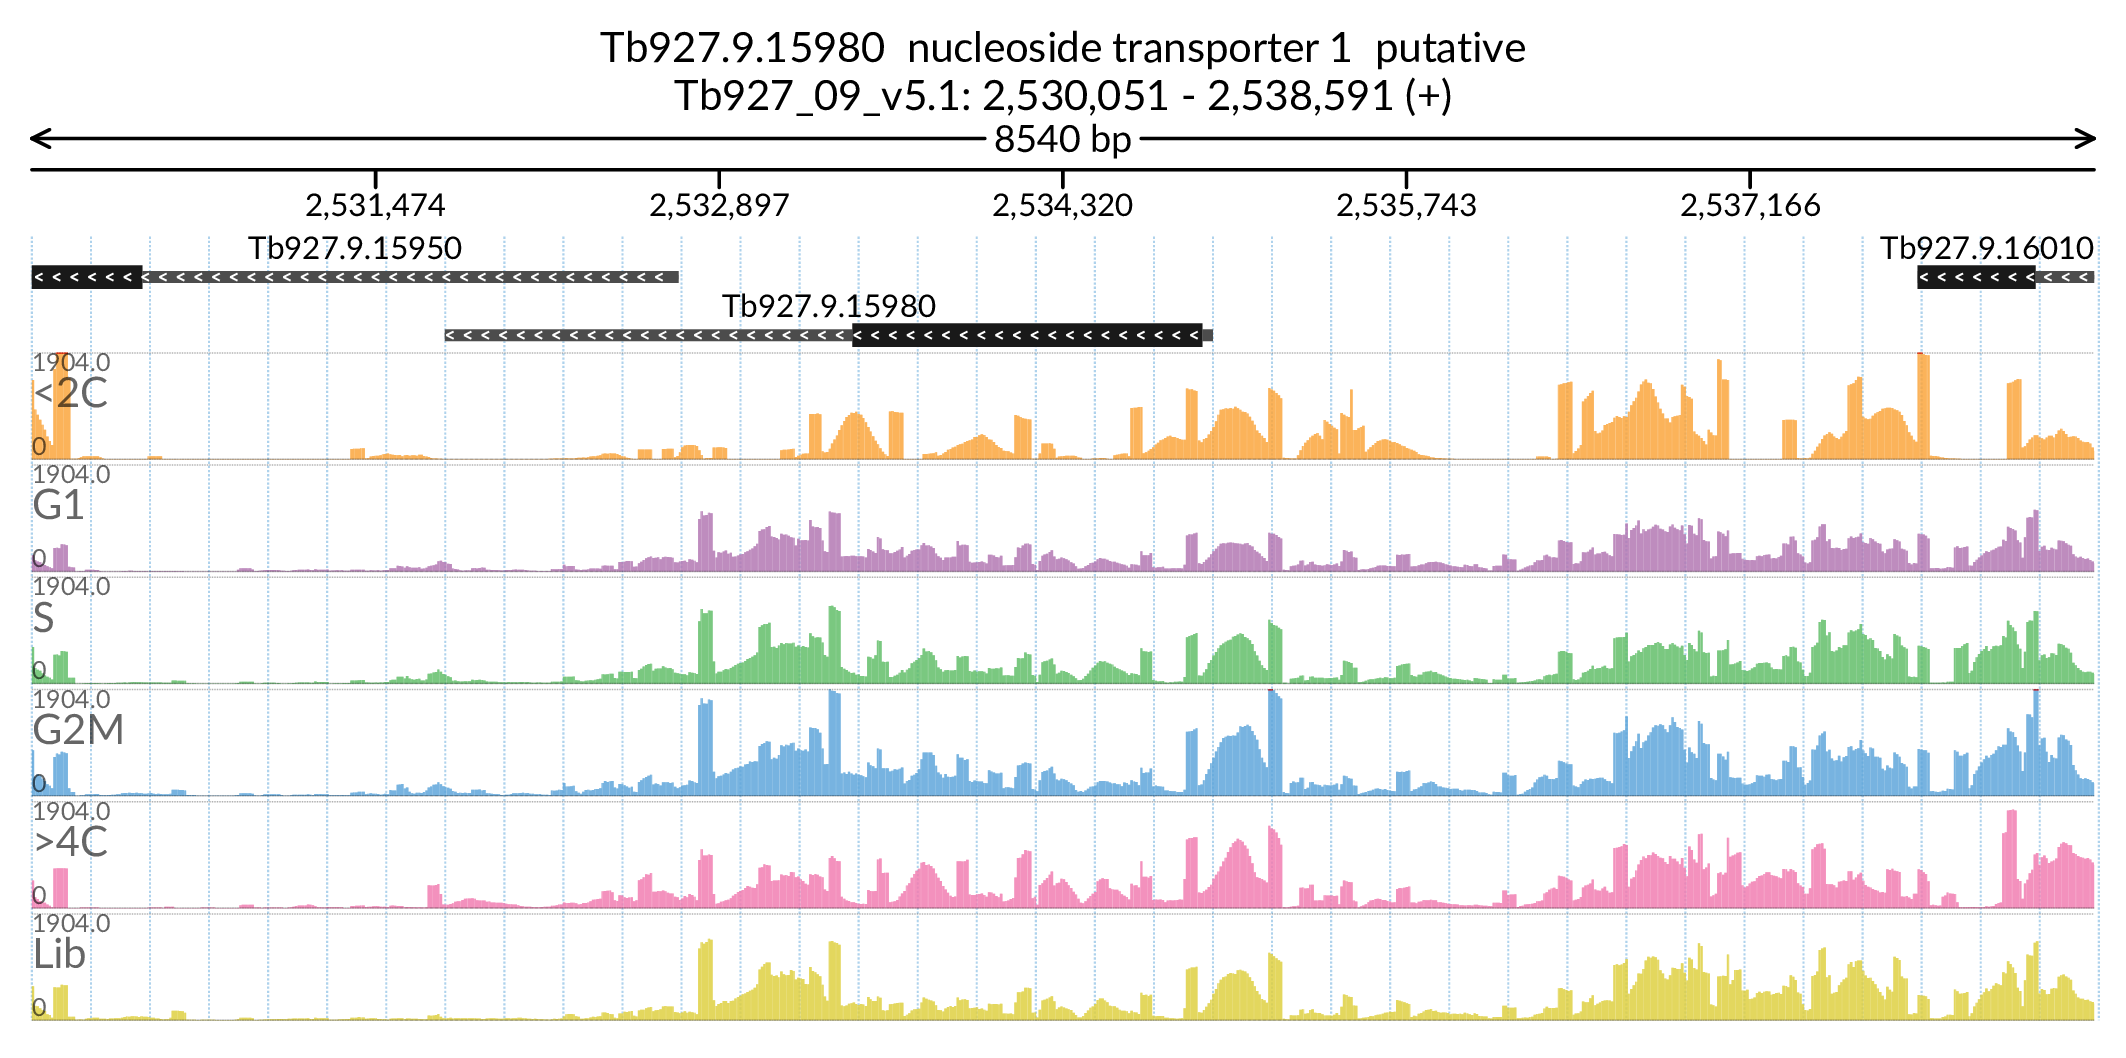 Tb927.9.15980 nucleoside transporter 1 putative
Tb927_09_v5.1: 2,530,051 - 2,538,591 (+)
8540 bp
2,531,474 2,532,897 2,534,320 2,535,743 2,537,166
Tb927.9.15950 Tb927.9.16010
Tb927.9.15980
1904.0
<2C
0
1904.0
G1
0
1904.0
S
0
1904.0
G2M
0
1904.0
>4C
0
1904.0
Lib
0